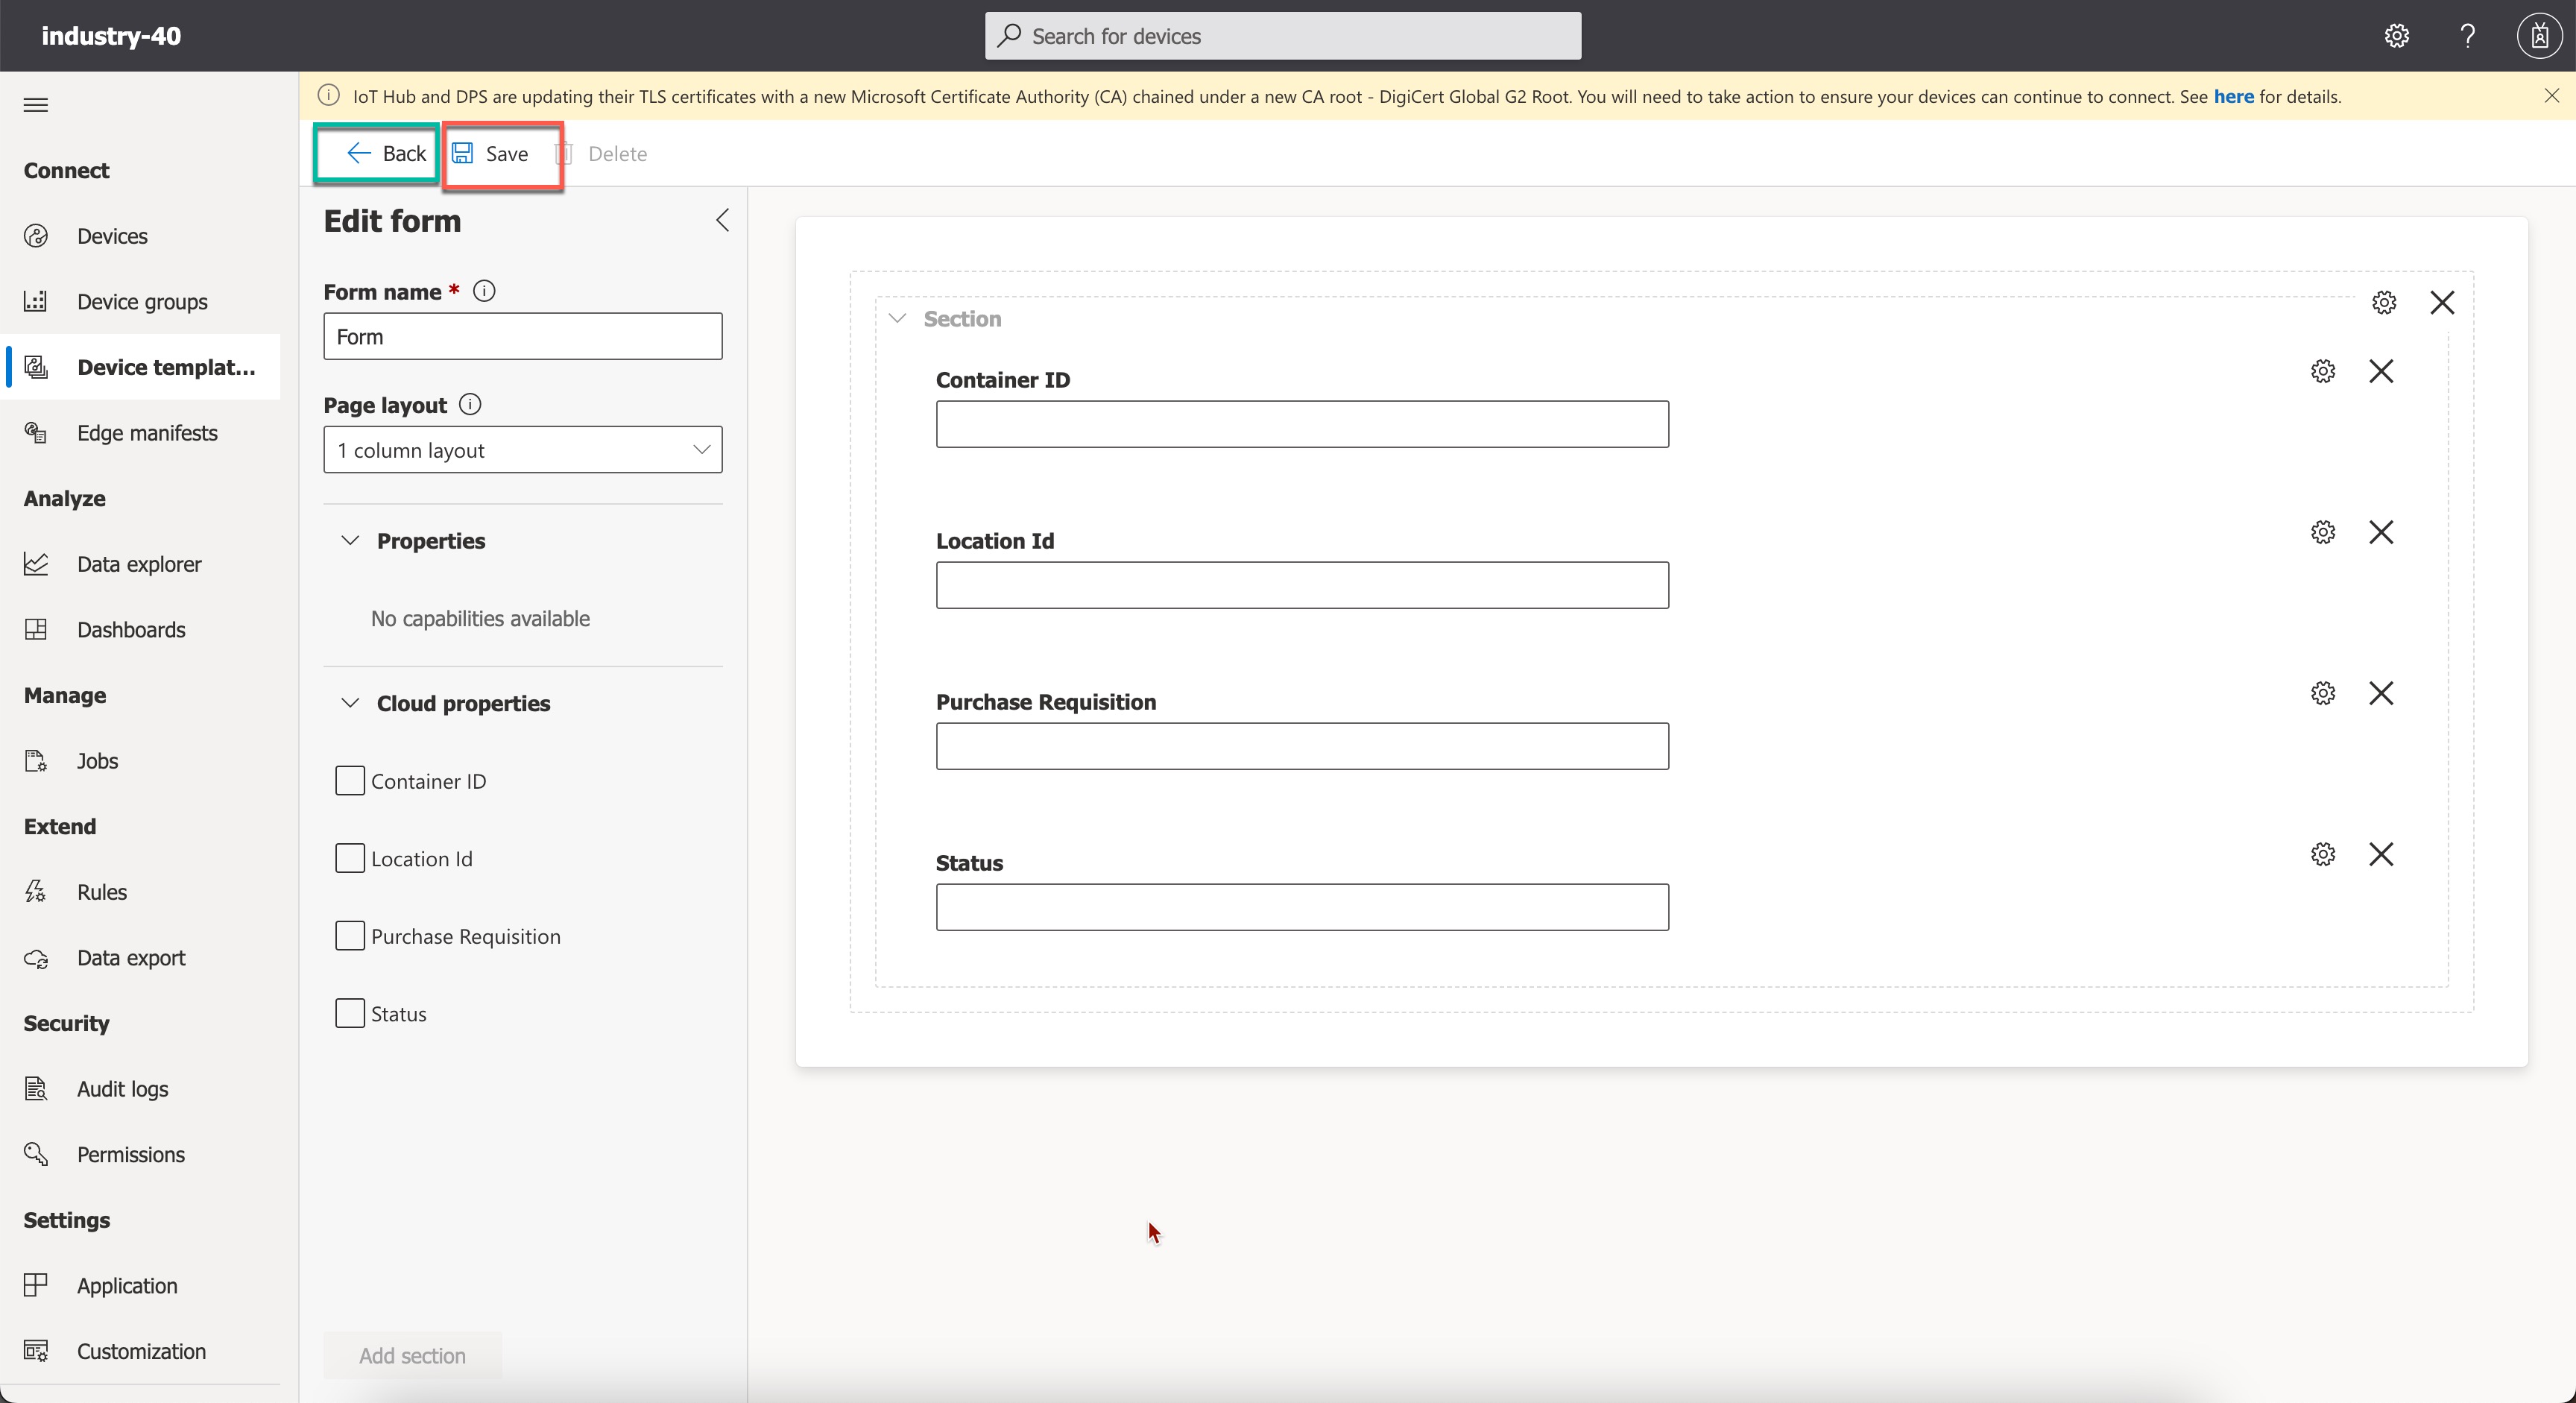 industry-40
Search for devices
IoT Hub and DPS are updating their TLS certificates with a new Microsoft Certificate Authority (CA) chained under a new CA root - DigiCert Global G2 Root. You will need to take action to ensure your devices can continue to connect. See here for details.
Back
Save
Delete
Connect
Devices
Device groups
Device templat...
Edge manifests
Analyze
Data explorer
Dashboards
Manage
Jobs
Extend
Rules
Data export
Security
Audit logs
Permissions
Settings
Application
Customization
Edit form
Form name *
Form
Page layout
1 column layout
Properties
No capabilities available
Cloud properties
Container ID
Location Id
Purchase Requisition
Status
Add section
Section
Container ID
Location Id
Purchase Requisition
Status